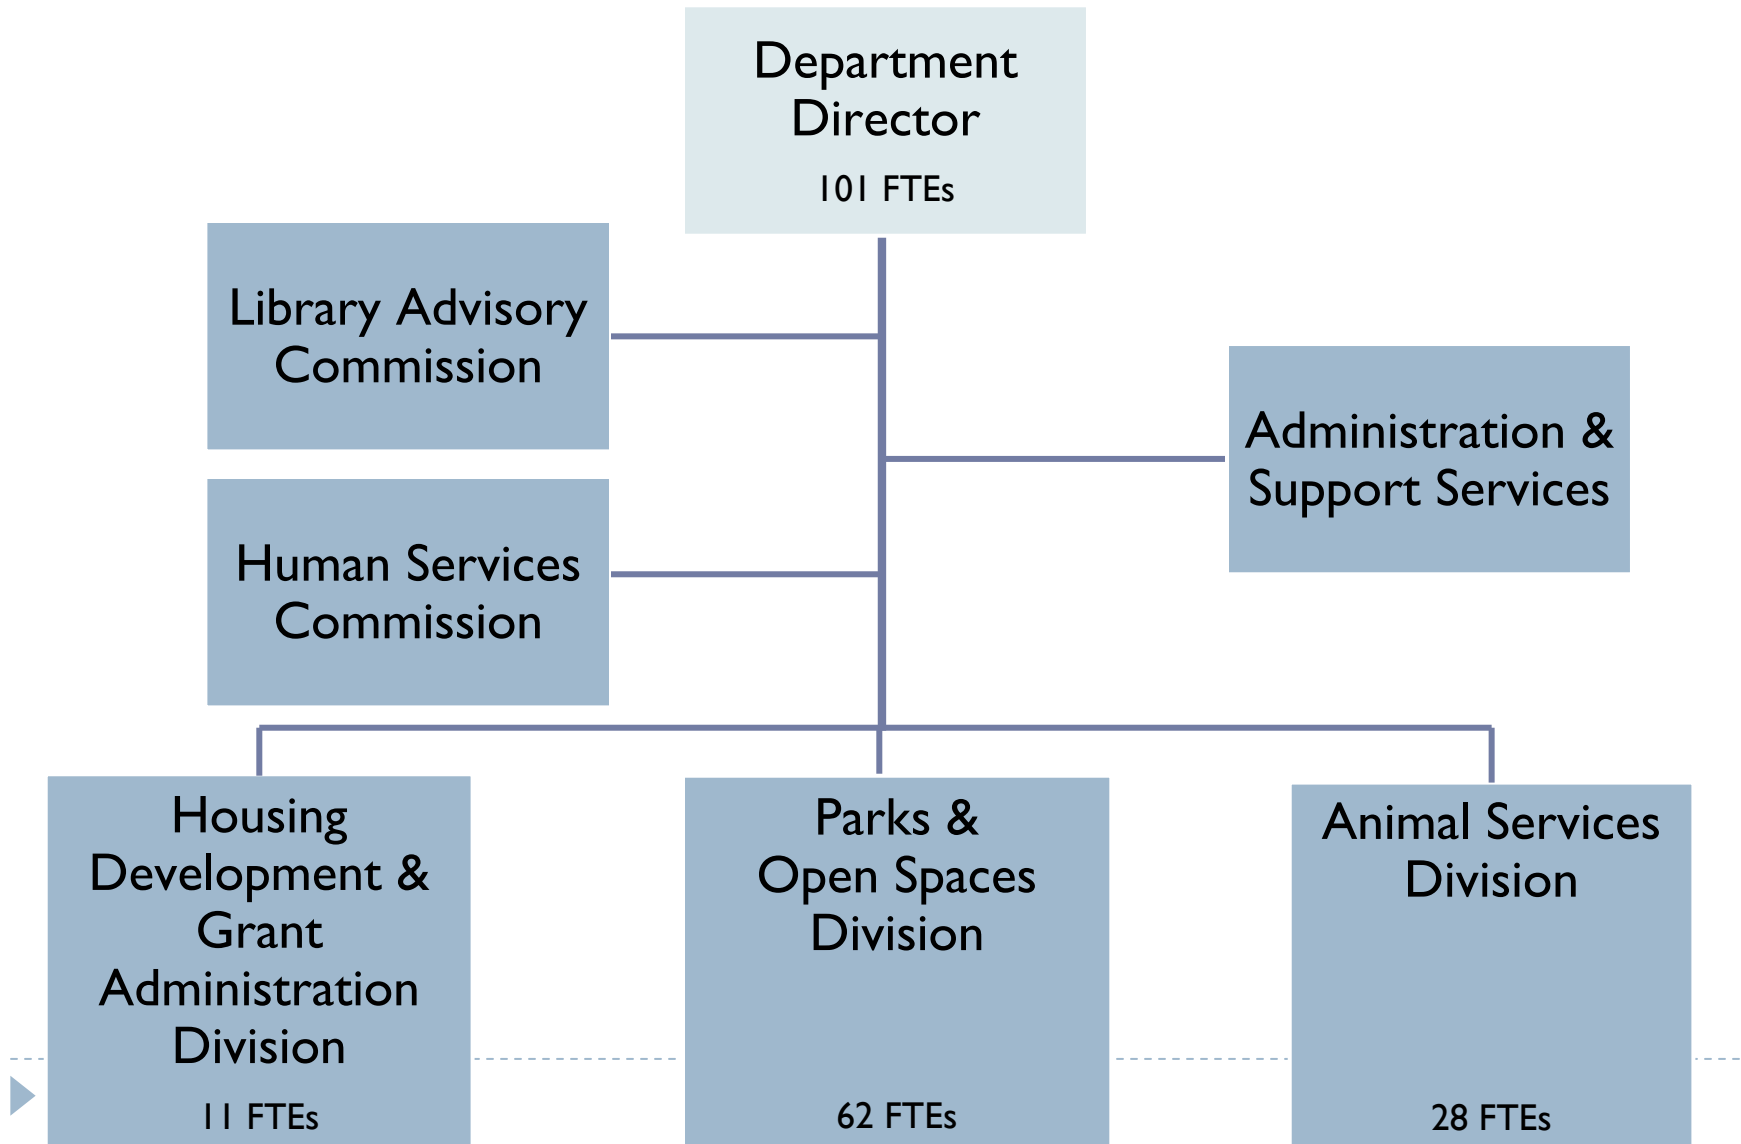 Department
Director
101 FTEs
Library Advisory
Commission
Administration &
Support Services
Human Services
Commission
Housing
Development &
Grant
Administration
Division
11 FTEs
Parks &
Open Spaces
Division
62 FTEs
Animal Services
Division
28 FTEs